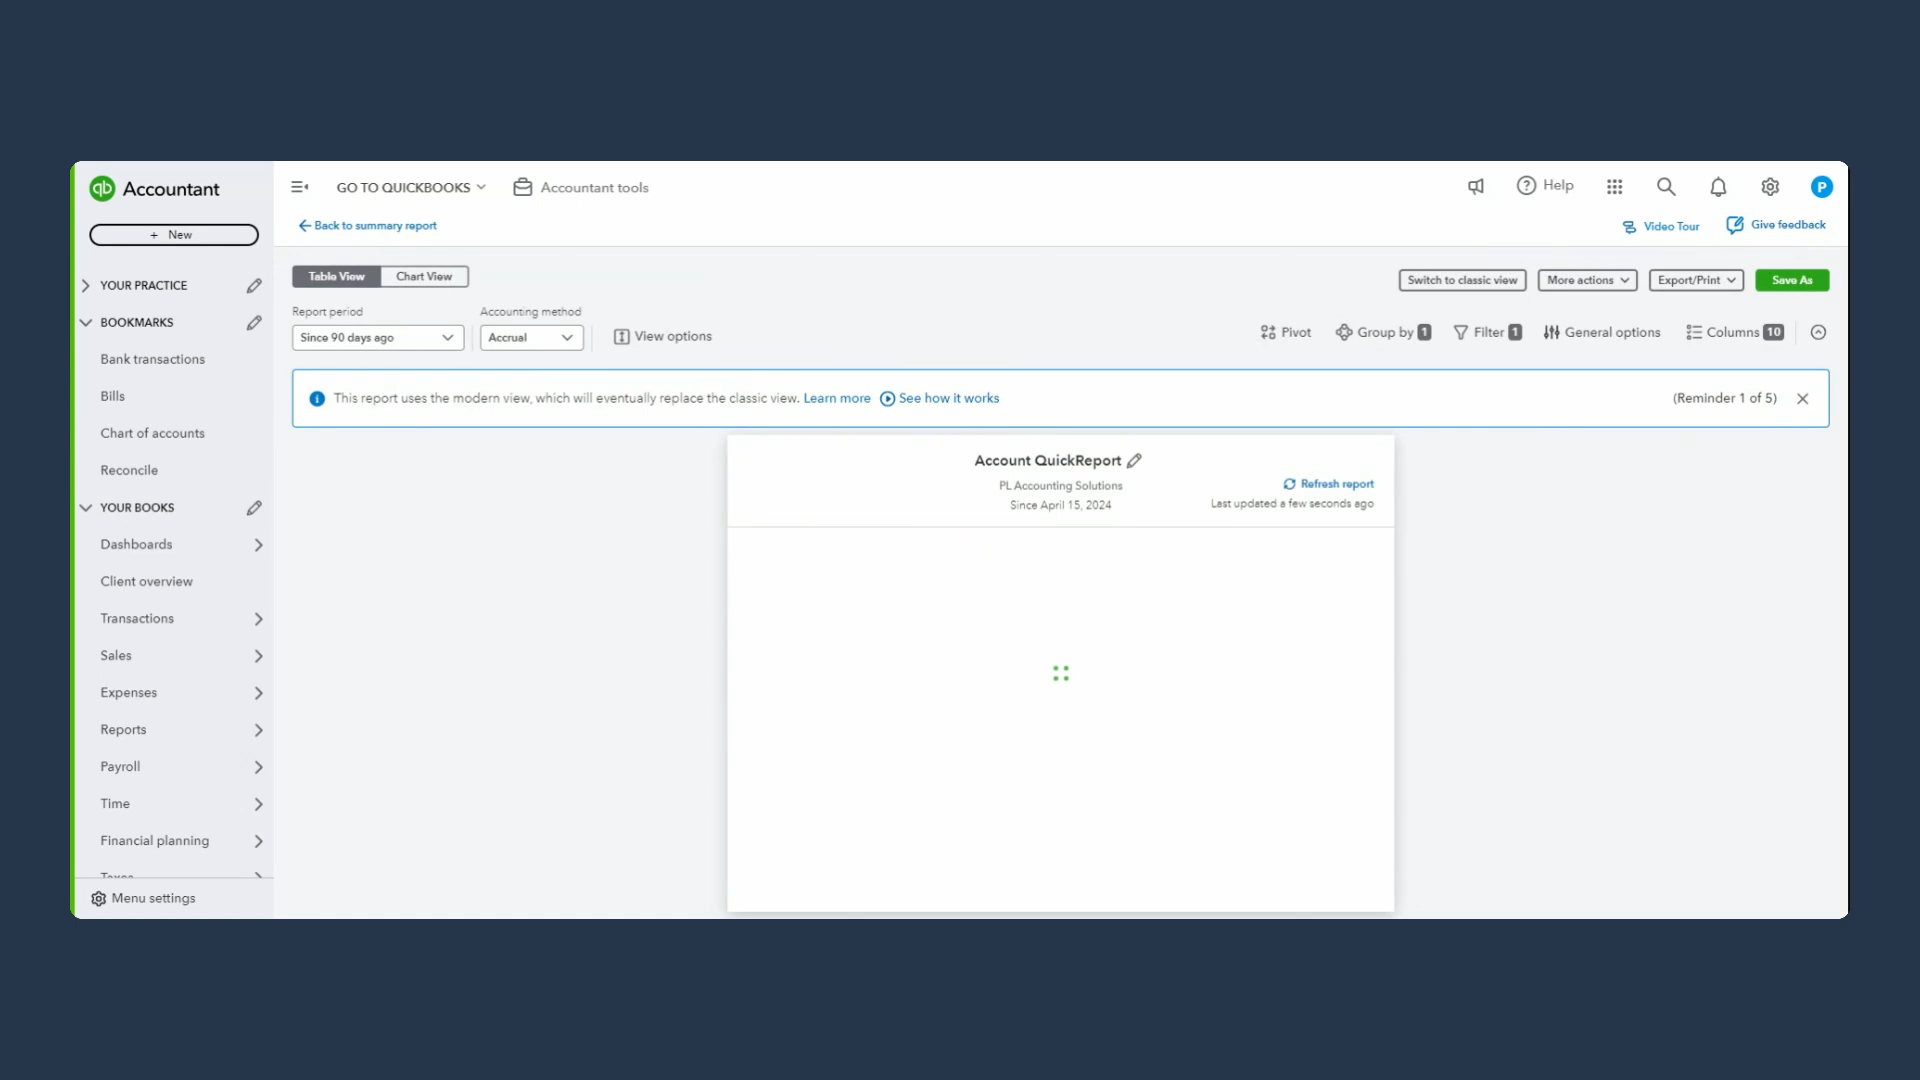 qb Accountant
GO TO QUICKBOOKS
Accountant tools
Help
P
+ New
Back to summary report
Video Tour
Give feedback
YOUR PRACTICE
BOOKMARKS
Bank transactions
Bills
Chart of accounts
Reconcile
YOUR BOOKS
Dashboards
Client overview
Transactions
Sales
Expenses
Reports
Payroll
Time
Financial planning
Taxes
Menu settings
Table View
Chart View
Switch to classic view
More actions
Export/Print
Save As
Report period
Accounting method
Since 90 days ago
Accrual
View options
Pivot
Group by 1
Filter 1
General options
Columns 10
This report uses the modern view, which will eventually replace the classic view. Learn more See how it works
(Reminder 1 of 5)
Account QuickReport
PL Accounting Solutions
Since April 15, 2024
Refresh report
Last updated a few seconds ago